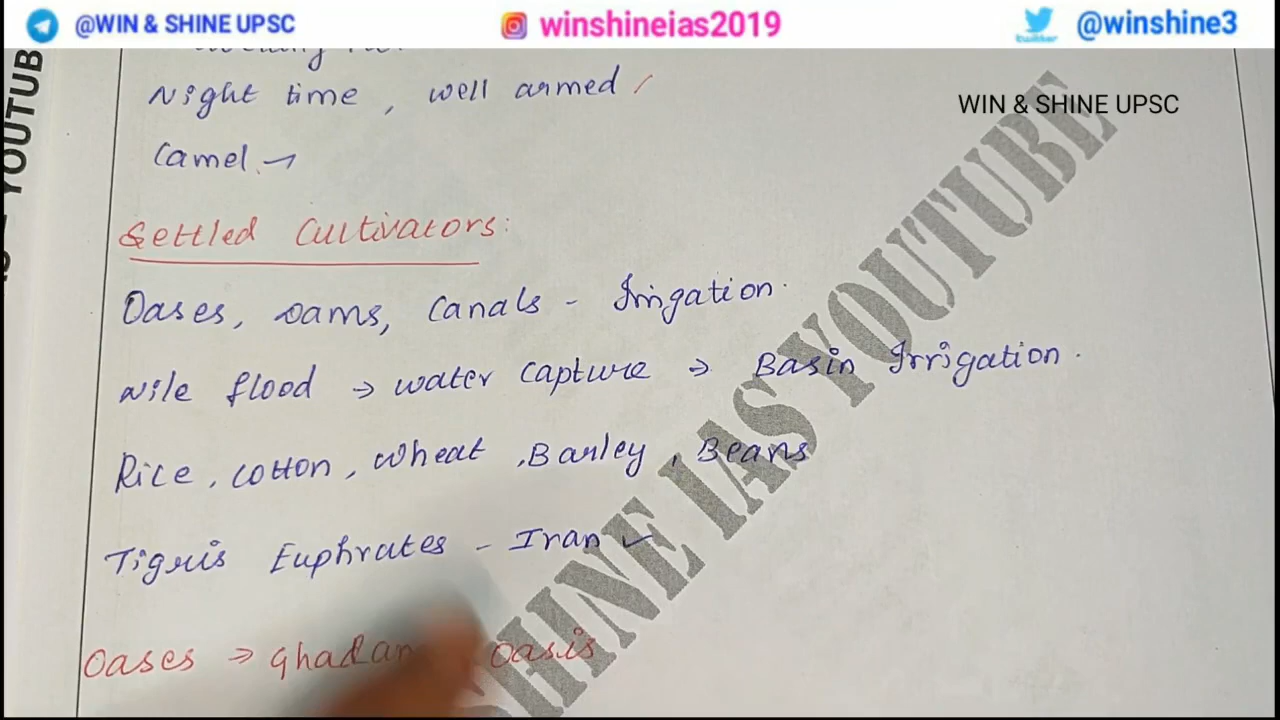 @WIN & SHINE UPSC
winshineias2019
@winshine3
WIN & SHINE UPSC
Night time, well armed
Camel. →
Settled Cultivators:
Oases, Dams, Canals - Irrigation.
Nile flood → water capture → Basin Irrigation.
Rice, Cotton, Wheat, Barley, Beans
Tigris Euphrates - Iran
Oases → Oasis
YOUTUB
SHINE IAS YOUTUBE